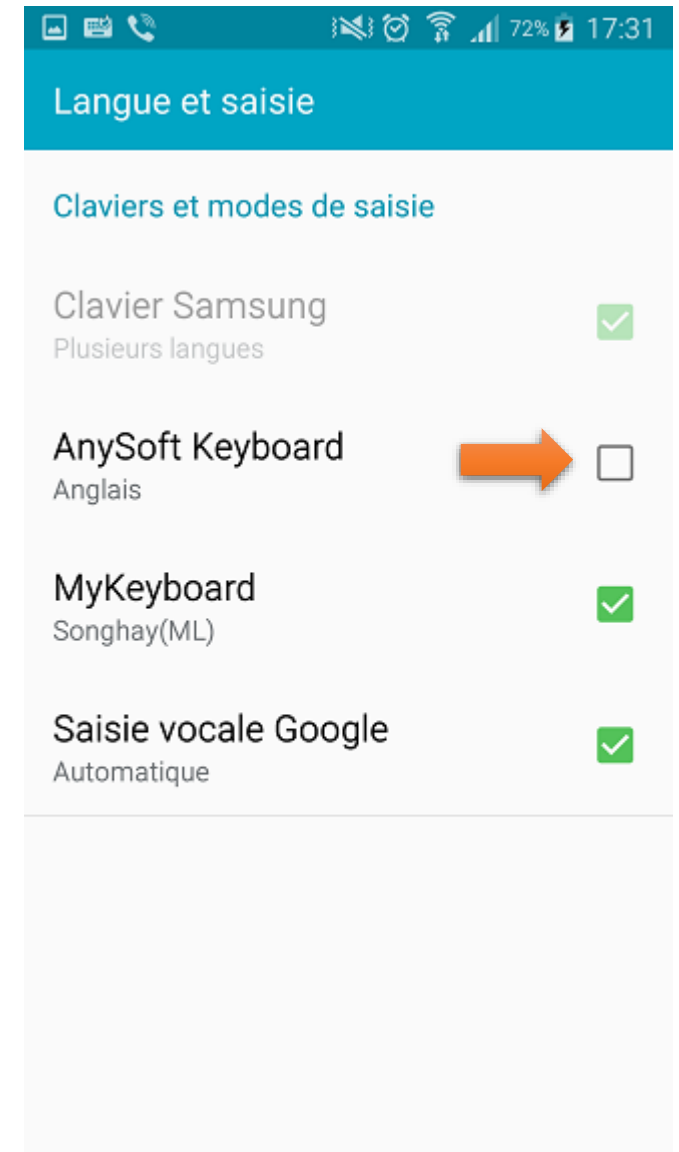 72% 17:31
Langue et saisie
Claviers et modes de saisie
Clavier Samsung
Plusieurs langues
AnySoft Keyboard
Anglais
MyKeyboard
Songhay(ML)
Saisie vocale Google
Automatique